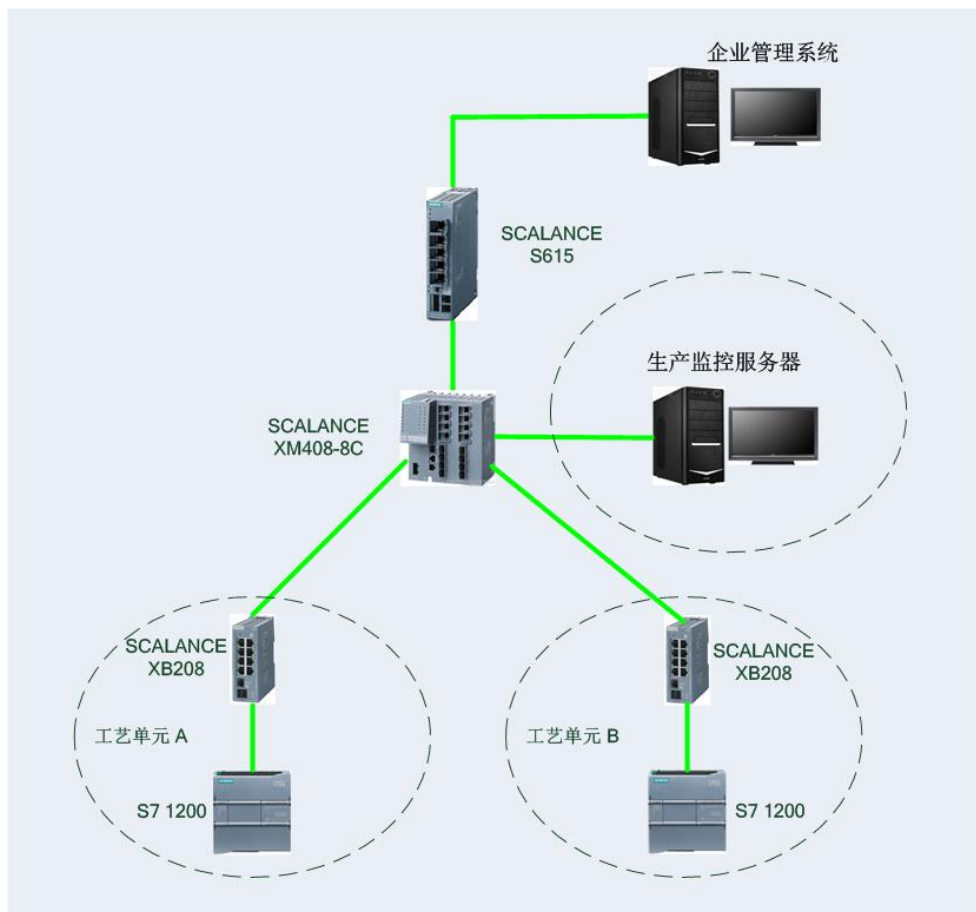 企业管理系统
SCALANCE
S615
生产监控服务器
SCALANCE
XM408-8C
SCALANCE
XB208
SCALANCE
XB208
工艺单元 A
工艺单元 B
S7 1200
S7 1200